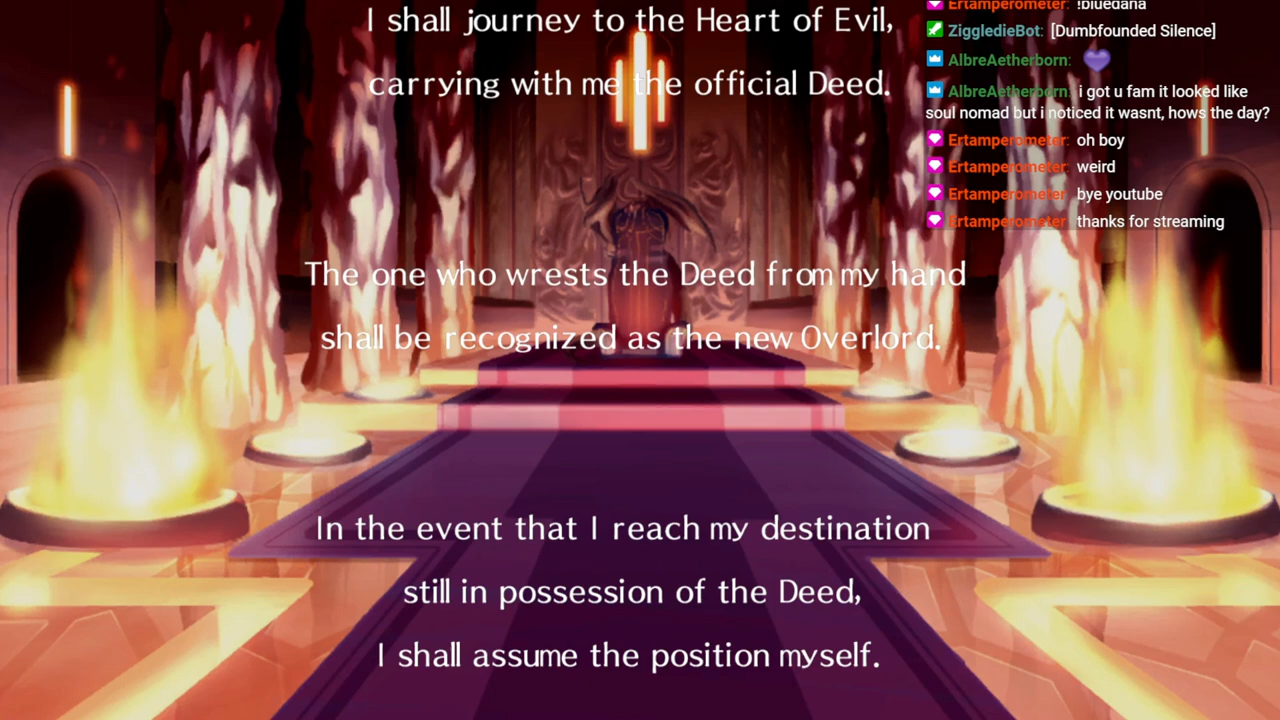 I shall journey to the Heart of Evil,
carrying with me the official Deed.
The one who wrests the Deed from my hand
shall be recognized as the new Overlord.
In the event that I reach my destination
still in possession of the Deed,
I shall assume the position myself.
Ertamperometer: !bluedana
ZiggledieBot: [Dumbfounded Silence]
AlbreAetherborn:
AlbreAetherborn: i got u fam it looked like
soul nomad but i noticed it wasnt, hows the day?
Ertamperometer: oh boy
Ertamperometer: weird
Ertamperometer: bye youtube
Ertamperometer: thanks for streaming